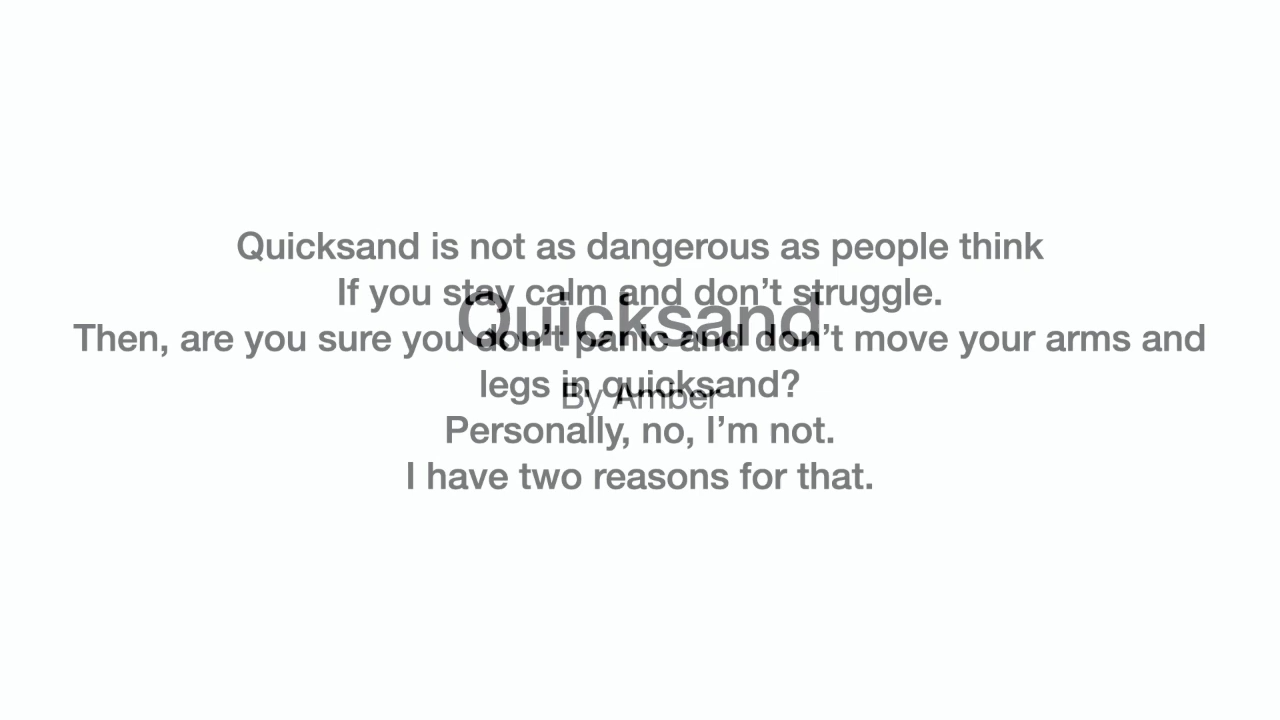 Quicksand is not as dangerous as people think
If you stay calm and don’t struggle.
Quicksand
Then, are you sure you don’t panic and don’t move your arms and
legs in quicksand?
By Amber
Personally, no, I’m not.
I have two reasons for that.